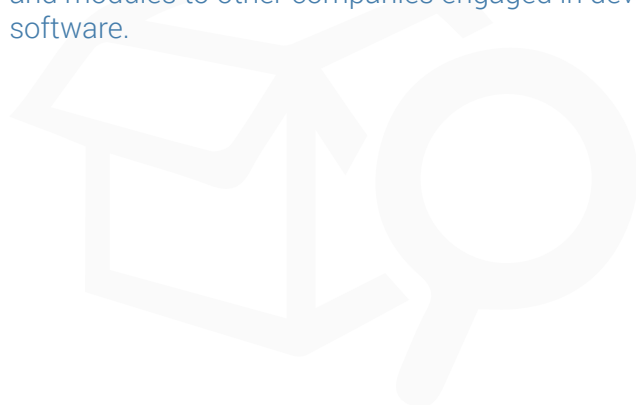 and modules to other companies engaged in
software.